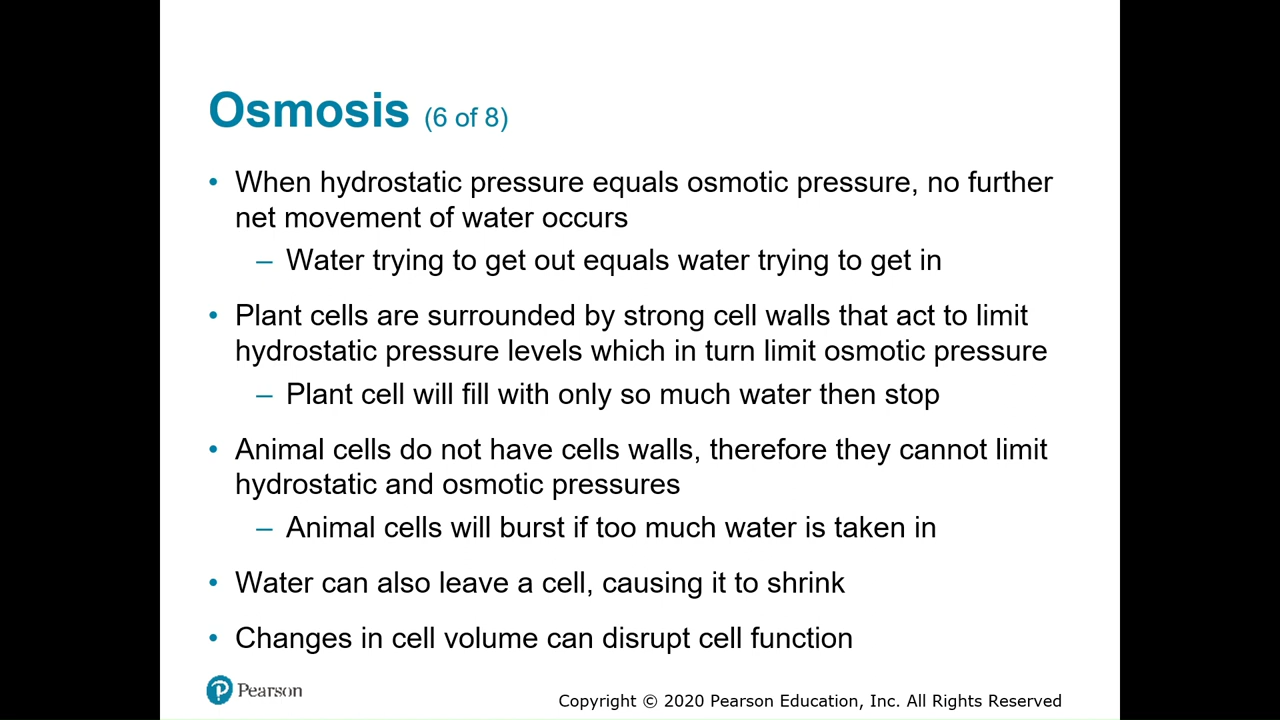 Osmosis (6 of 8)
• When hydrostatic pressure equals osmotic pressure, no further
net movement of water occurs
– Water trying to get out equals water trying to get in
• Plant cells are surrounded by strong cell walls that act to limit
hydrostatic pressure levels which in turn limit osmotic pressure
– Plant cell will fill with only so much water then stop
• Animal cells do not have cells walls, therefore they cannot limit
hydrostatic and osmotic pressures
– Animal cells will burst if too much water is taken in
• Water can also leave a cell, causing it to shrink
• Changes in cell volume can disrupt cell function
P Pearson
Copyright © 2020 Pearson Education, Inc. All Rights Reserved